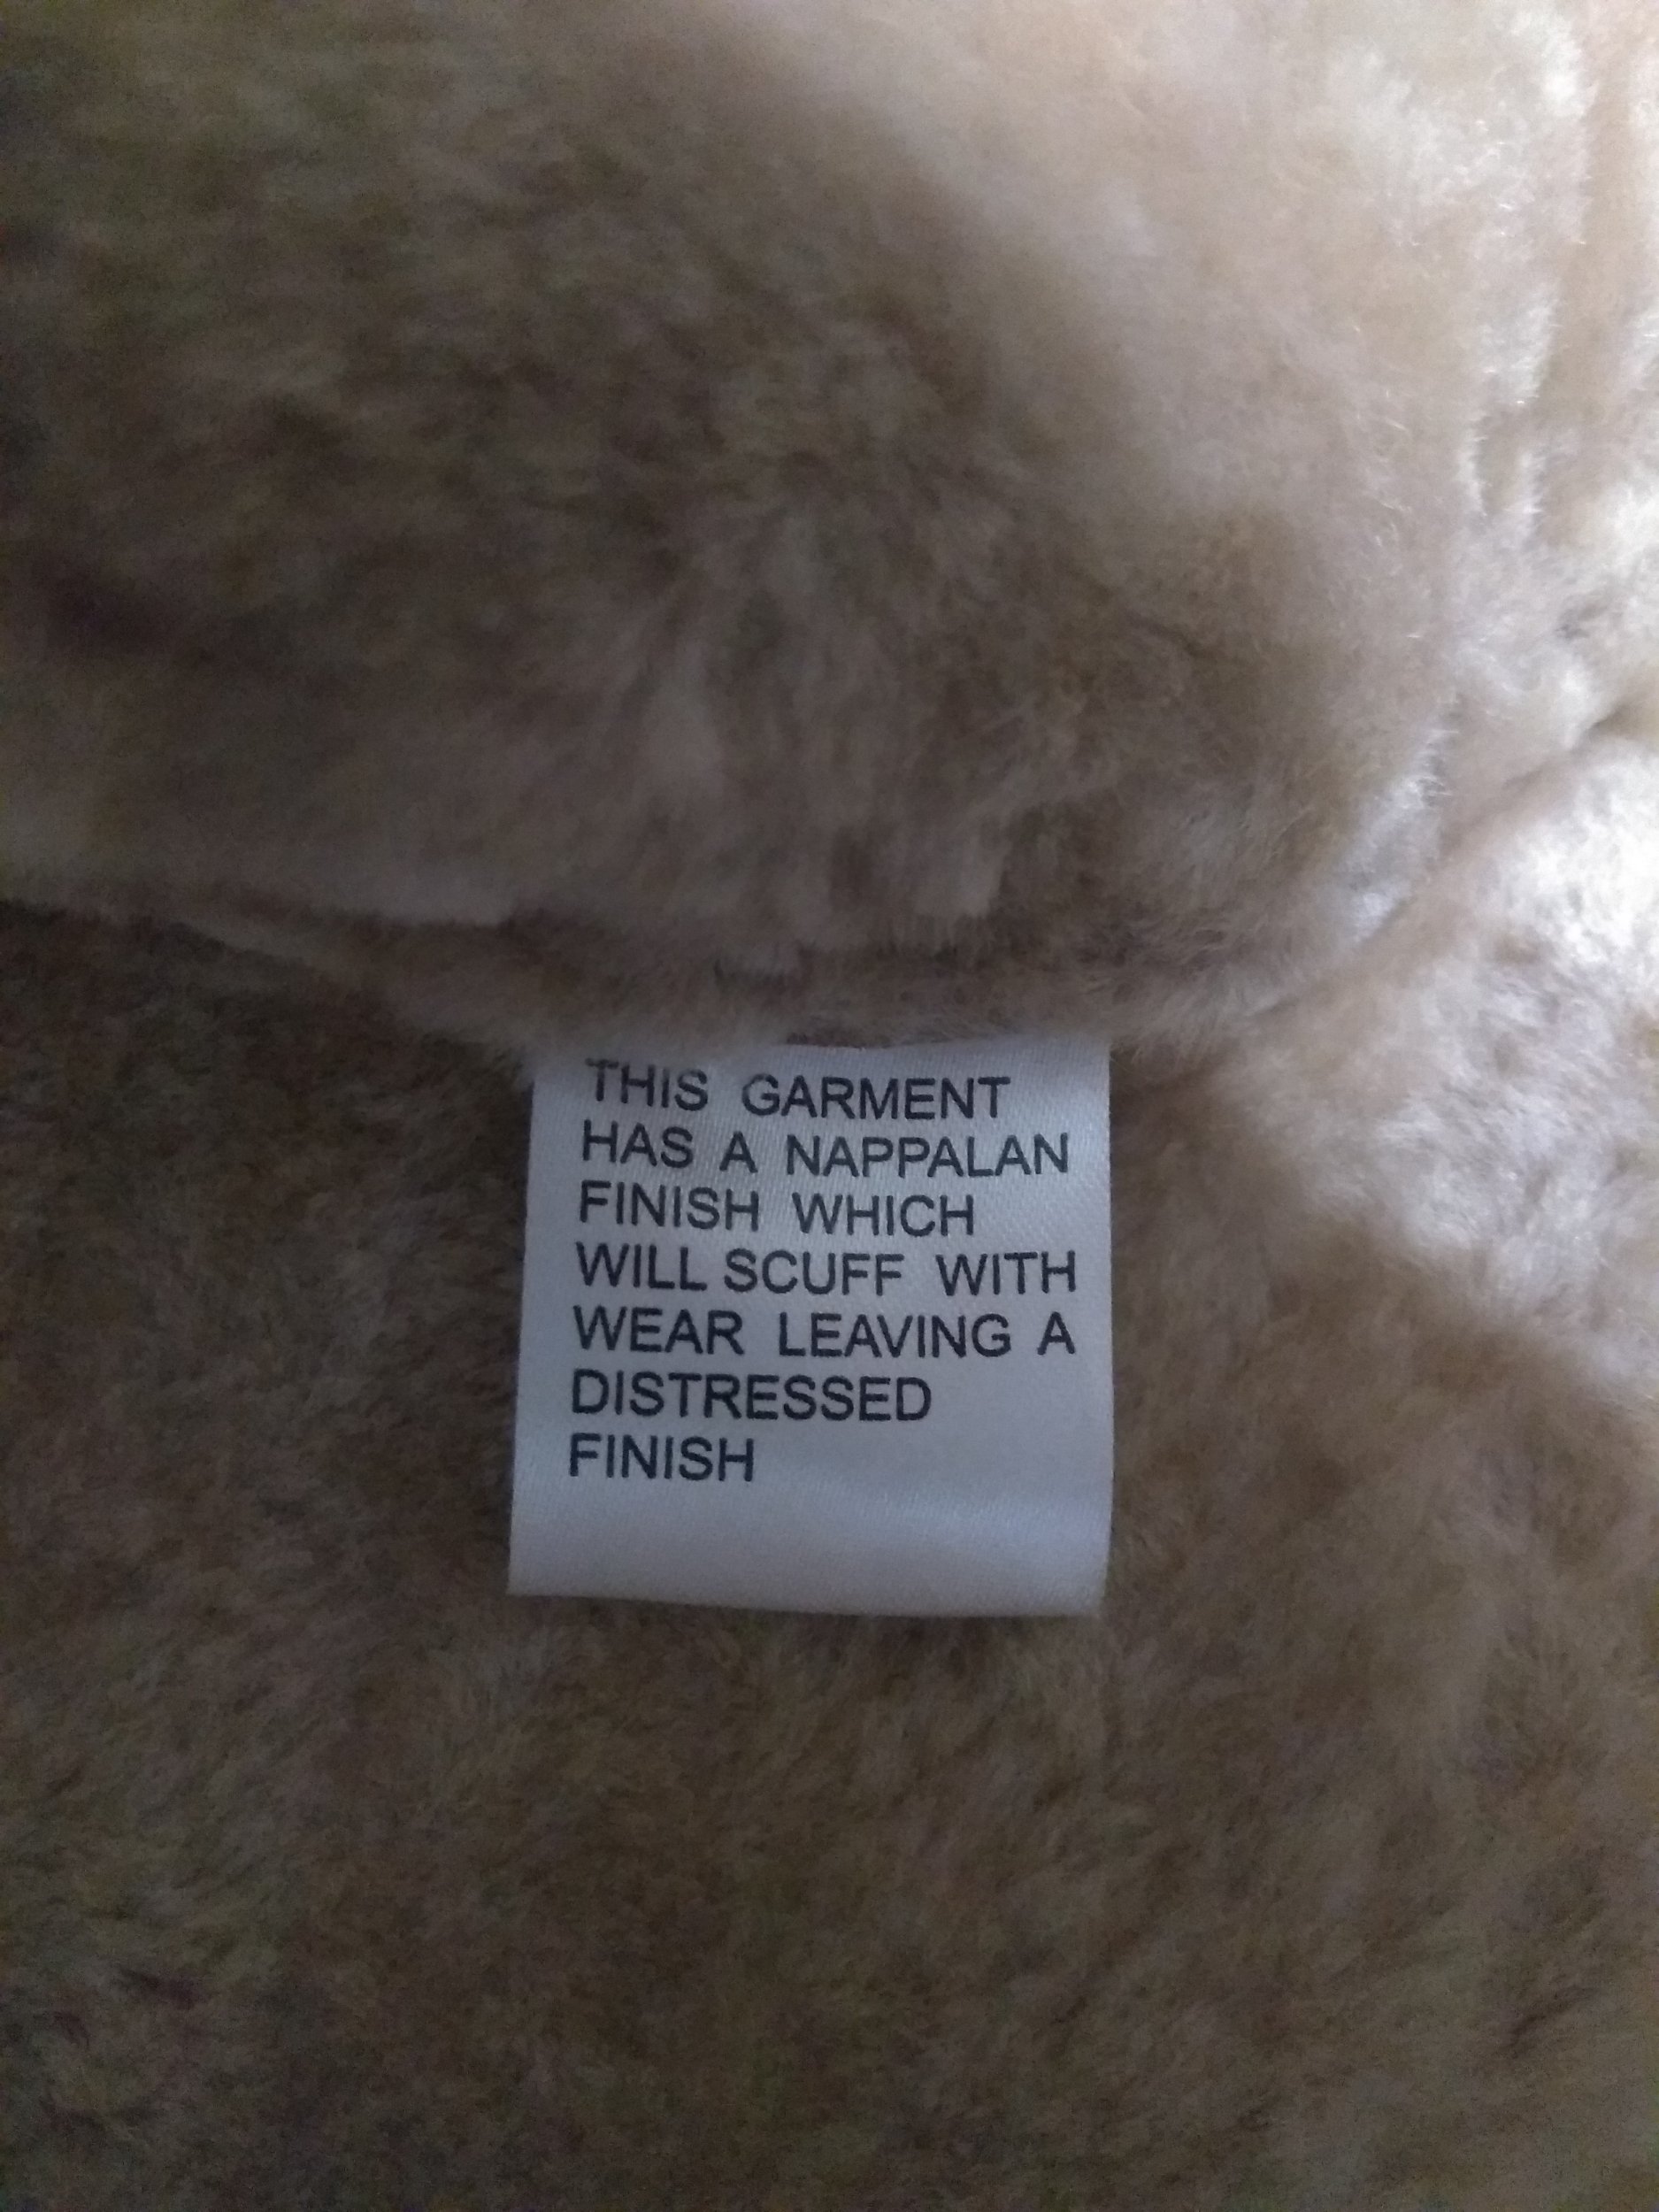 THIS GARMENT
HAS A NAPPALAN
FINISH WHICH
WILL SCUFF WITH
WEAR LEAVING A
DISTRESSED
FINISH